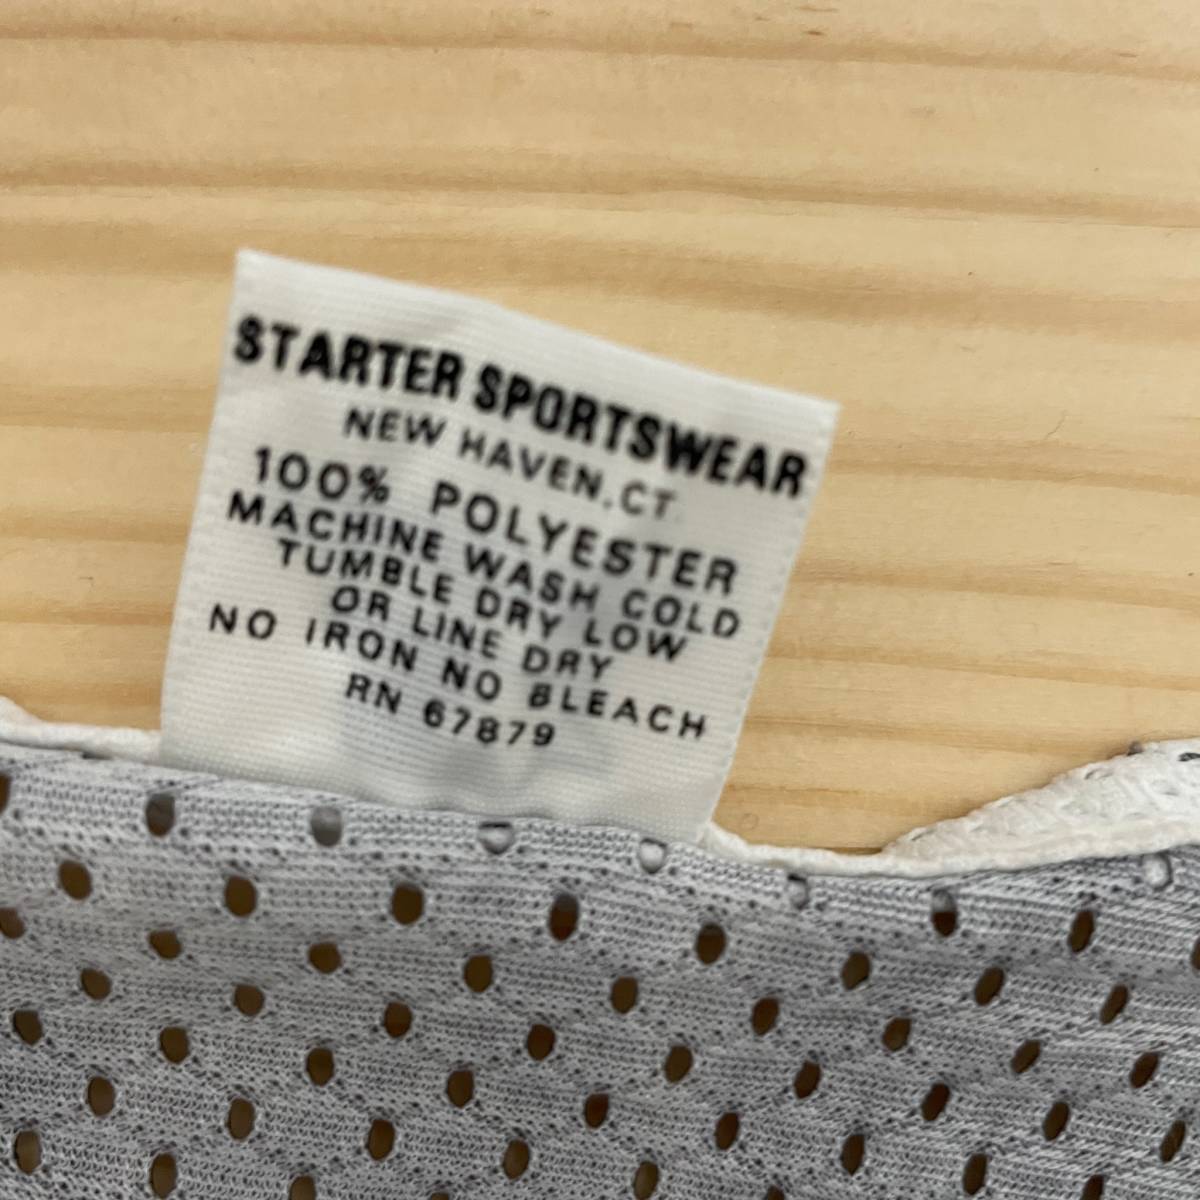 STARTER SPORTSWEAR
NEW HAVEN, CT.
100% POLYESTER
MACHINE WASH COLD
TUMBLE DRY LOW
OR LINE DRY
NO IRON NO BLEACH
RN 67879